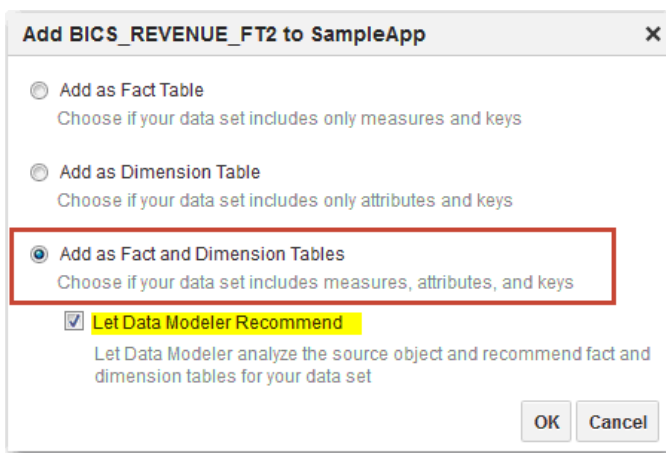 Add BICS_REVENUE_FT2 to SampleApp
Add as Fact Table
Choose if your data set includes only measures and keys
Add as Dimension Table
Choose if your data set includes only attributes and keys
Add as Fact and Dimension Tables
Choose if your data set includes measures, attributes, and keys
Let Data Modeler Recommend
Let Data Modeler analyze the source object and recommend fact and
dimension tables for your data set
OK Cancel